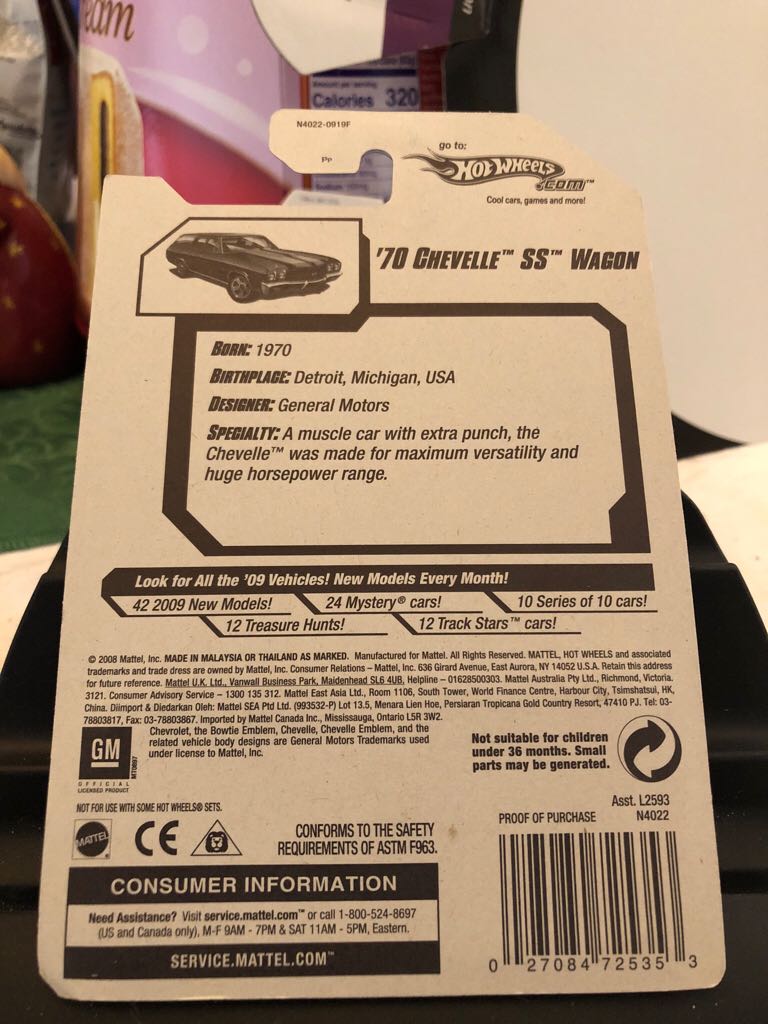 eam
Calories 320
N4022-0919F
PP
go to:
HOT WHEELS
.COM™
Cool cars, games and more!
'70 CHEVELLE™ SS™ WAGON
BORN: 1970
BIRTHPLACE: Detroit, Michigan, USA
DESIGNER: General Motors
SPECIALTY: A muscle car with extra punch, the
Chevelle™ was made for maximum versatility and
huge horsepower range.
Look for All the '09 Vehicles! New Models Every Month!
42 2009 New Models! 24 Mystery® cars! 10 Series of 10 cars!
12 Treasure Hunts! 12 Track Stars™ cars!
© 2008 Mattel, Inc. MADE IN MALAYSIA OR THAILAND AS MARKED. Manufactured for Mattel. All Rights Reserved. MATTEL, HOT WHEELS and associated
trademarks and trade dress are owned by Mattel, Inc. Consumer Relations – Mattel, Inc. 636 Girard Avenue, East Aurora, NY 14052 U.S.A. Retain this address
for future reference. Mattel U.K. Ltd., Vanwall Business Park, Maidenhead SL6 4UB. Helpline – 01628500303. Mattel Australia Pty Ltd., Richmond, Victoria.
3121. Consumer Advisory Service – 1300 135 312. Mattel East Asia Ltd., Room 1106, South Tower, World Finance Centre, Harbour City, Tsimshatsui, HK,
China. Diimport & Diedarkan Oleh: Mattel SEA Ptd Ltd. (993532-P) Lot 13.5, Menara Lien Hoe, Persiaran Tropicana Gold Country Resort, 47410 PJ. Tel: 03-
78803817, Fax: 03-78803867. Imported by Mattel Canada Inc., Mississauga, Ontario L5R 3W2.
GM
OFFICIAL
LICENSED PRODUCT
MT0697
Chevrolet, the Bowtie Emblem, Chevelle, Chevelle Emblem, and the
related vehicle body designs are General Motors Trademarks used
under license to Mattel, Inc.
Not suitable for children
under 36 months. Small
parts may be generated.
NOT FOR USE WITH SOME HOT WHEELS® SETS.
Asst. L2593
N4022
PROOF OF PURCHASE
MATTEL
CE
CONFORMS TO THE SAFETY
REQUIREMENTS OF ASTM F963.
CONSUMER INFORMATION
Need Assistance? Visit service.mattel.com™ or call 1-800-524-8697
(US and Canada only), M-F 9AM - 7PM & SAT 11AM - 5PM, Eastern.
SERVICE.MATTEL.COM™
0 27084 72535 3